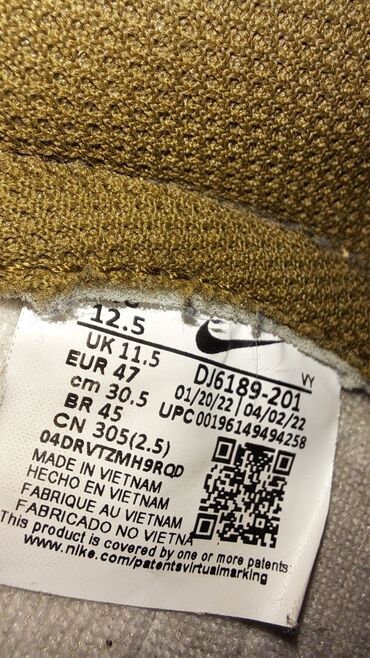 12.5
UK 11.5
EUR 47
cm 30.5
BR 45
CN 305(2.5)
04DRVTZMH9RQD
DJ6189-201
VY
01/20/22 | 04/02/22
UPC 00196149494258
MADE IN VIETNAM
HECHO EN VIETNAM
FABRIQUE AU VIETNAM
FABRICADO NO VIETNA
This product is covered by one or more patents
www.nike.com/patentsvirtualmarking